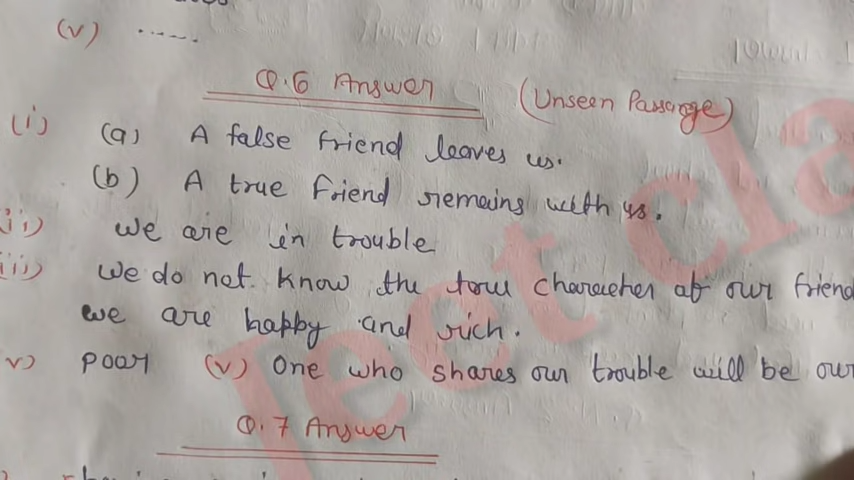 (v) .....
Q.6 Answer (Unseen Passange)
(i) (a) A false friend leaves us.
(b) A true friend remains with us.
ii) we are in trouble
iii) we do not know the true character of our friend
we are happy and rich.
v) poor (v) One who shares our trouble will be our
Q.7 Answer